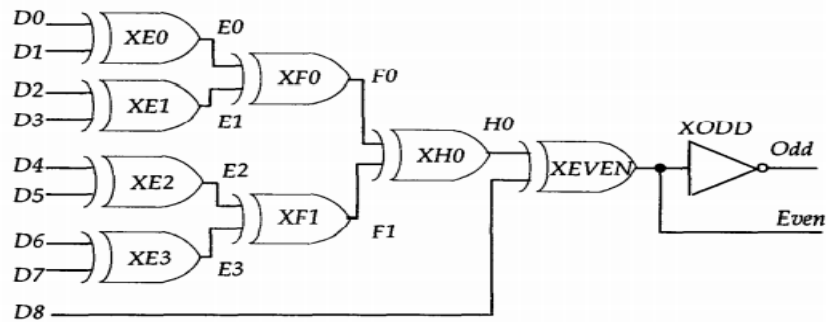 D0
D1
XE0
E0
D2
D3
XE1
E1
XF0
F0
D4
D5
XE2
E2
D6
D7
XE3
E3
XF1
F1
XH0
H0
XEVEN
XODD
Odd
Even
D8